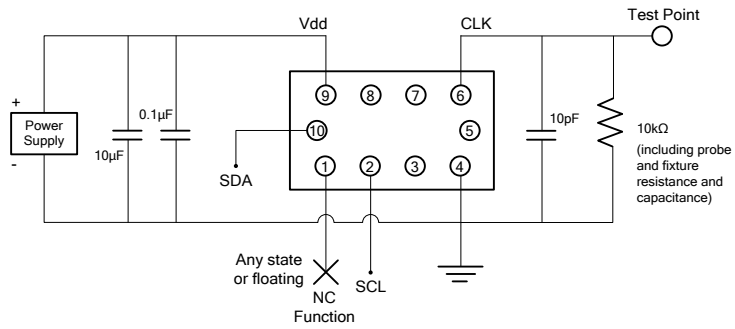 Vdd
CLK
Test Point
9
8
7
6
+
Power
Supply
-
10µF
0.1µF
10
5
10pF
10kΩ
(including probe
and fixture
resistance and
capacitance)
SDA
1
2
3
4
Any state
or floating
NC
Function
SCL